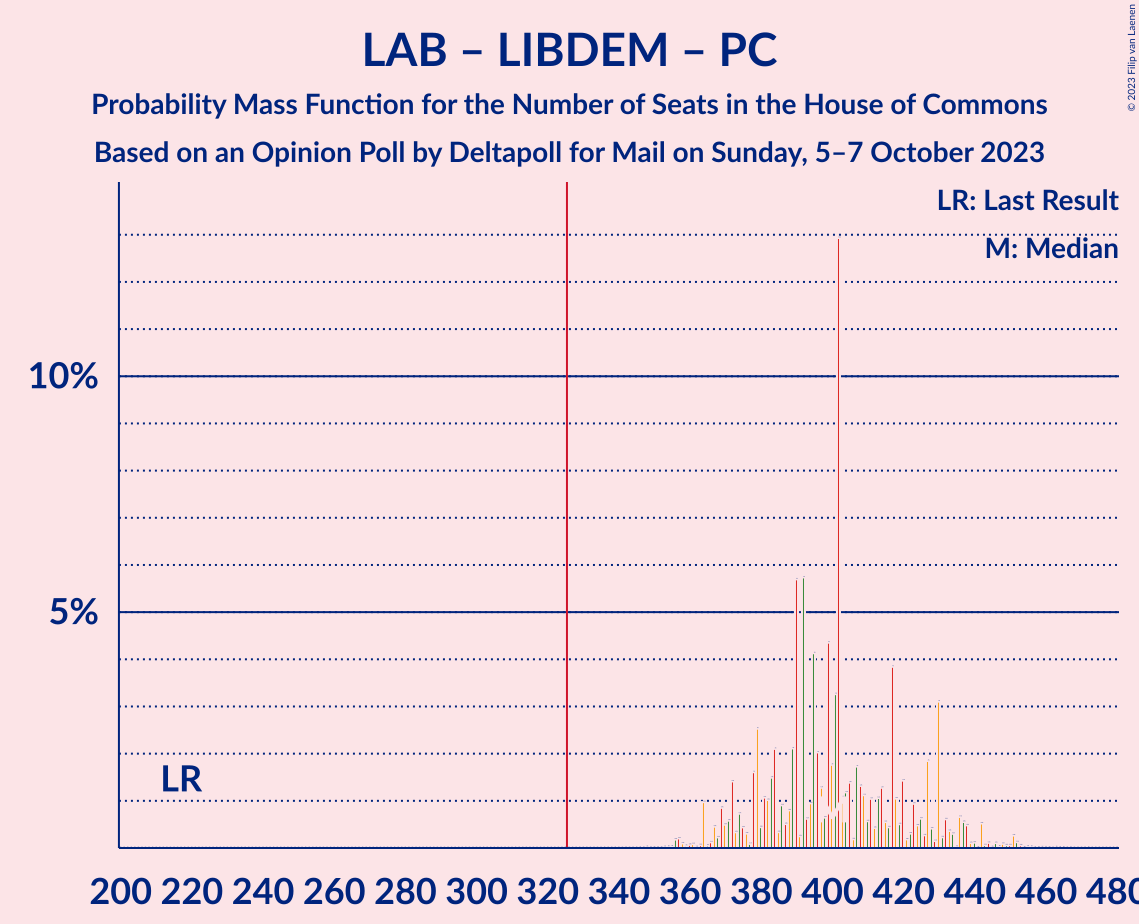 LAB – LIBDEM – PC
Probability Mass Function for the Number of Seats in the House of Commons
Based on an Opinion Poll by Deltapoll for Mail on Sunday, 5–7 October 2023
© 2023 Filip van Laenen
LR: Last Result
M: Median
10%
5%
LR
200 220 240 260 280 300 320 340 360 380 400 420 440 460 480